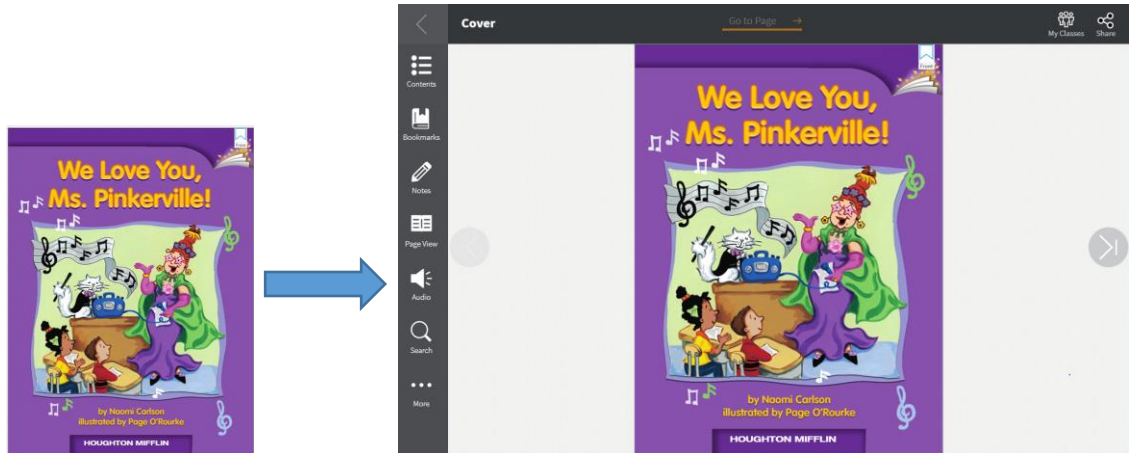 Front
We Love You,
Ms. Pinkerville!
by Naomi Carlson
illustrated by Page O'Rourke
HOUGHTON MIFFLIN
Cover
Go to Page →
My Classes
Share
Contents
Bookmarks
Notes
Page View
Audio
Search
More
Front
We Love You,
Ms. Pinkerville!
by Naomi Carlson
illustrated by Page O'Rourke
HOUGHTON MIFFLIN